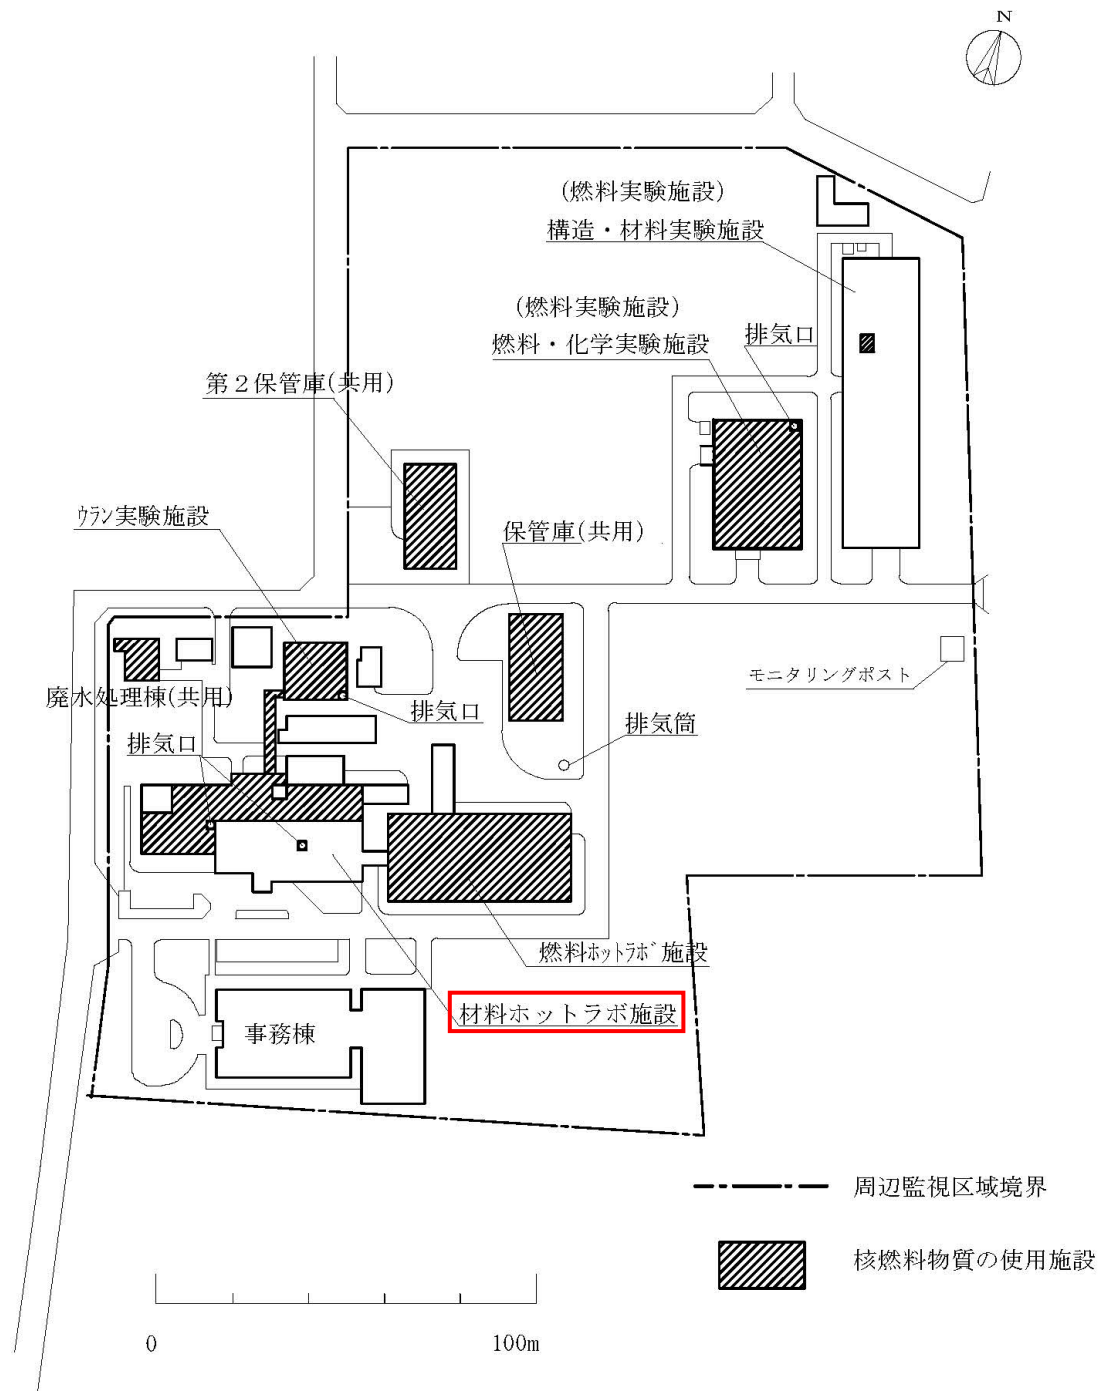 N
(燃料実験施設)
構造・材料実験施設
(燃料実験施設)
燃料・化学実験施設
排気口
第２保管庫(共用)
ｳﾗﾝ実験施設
保管庫(共用)
モニタリングポスト
廃水処理棟(共用)
排気口
排気筒
排気口
燃料ﾎｯﾄﾗﾎﾞ施設
材料ホットラボ施設
事務棟
周辺監視区域境界
核燃料物質の使用施設
0
100m